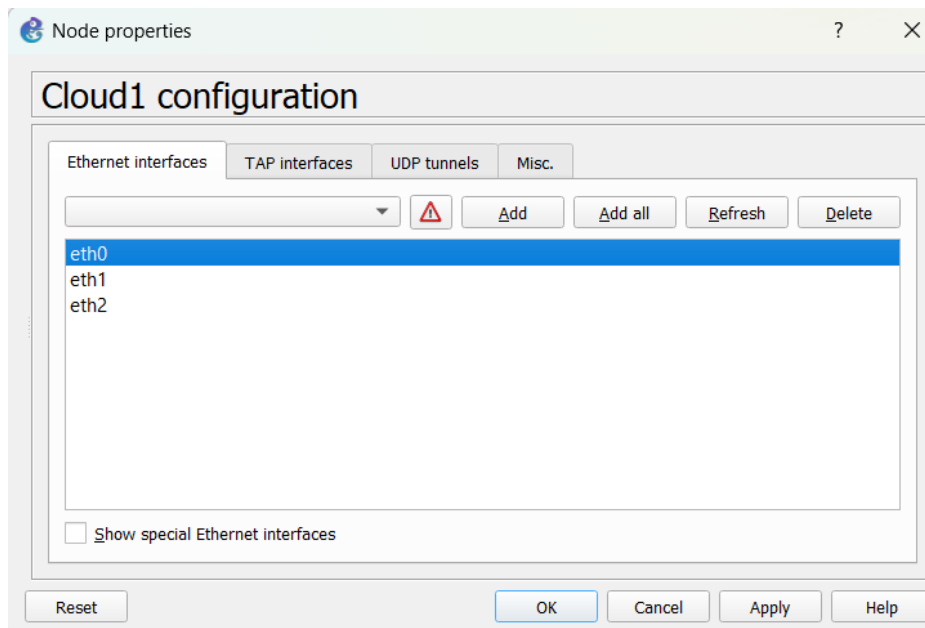 Node properties ? ×
Cloud1 configuration
Ethernet interfaces TAP interfaces UDP tunnels Misc.
Add Add all Refresh Delete
eth0
eth1
eth2
Show special Ethernet interfaces
Reset OK Cancel Apply Help